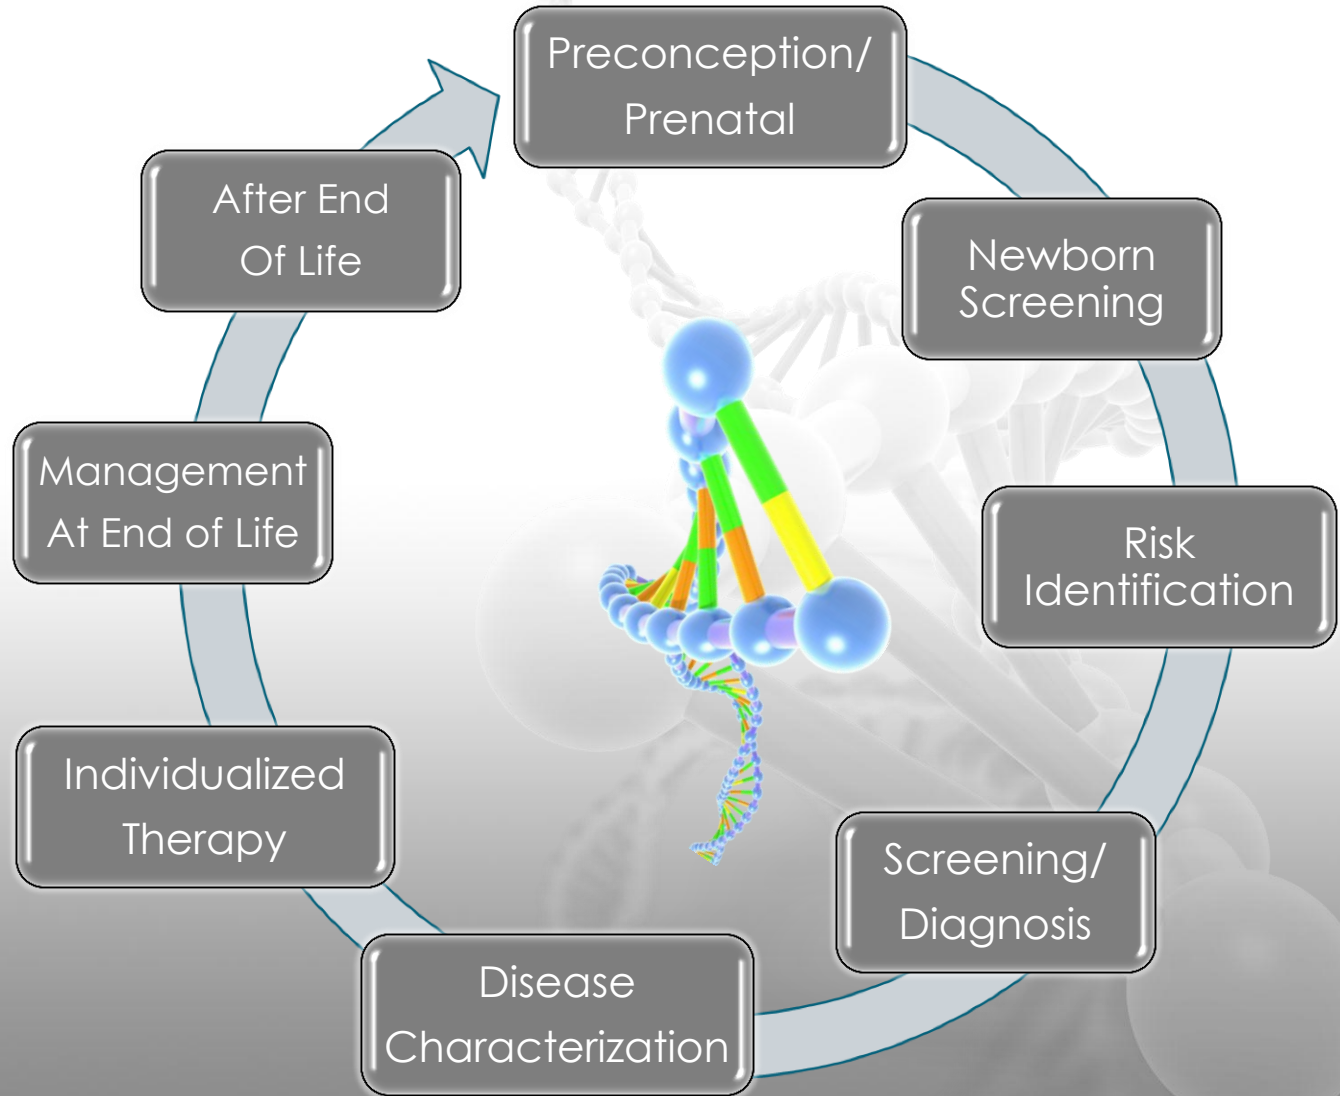 Preconception/
Prenatal
Newborn
Screening
Risk
Identification
Screening/
Diagnosis
Disease
Characterization
Individualized
Therapy
Management
At End of Life
After End
Of Life